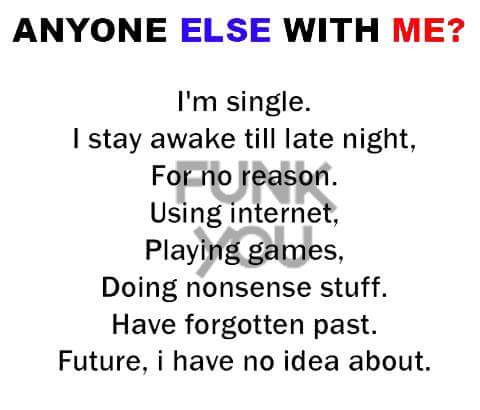 ANYONE ELSE WITH ME?
I'm single.
I stay awake till late night,
For no reason.
Using internet,
Playing games,
Doing nonsense stuff.
Have forgotten past.
Future, i have no idea about.
FUNK
YOU